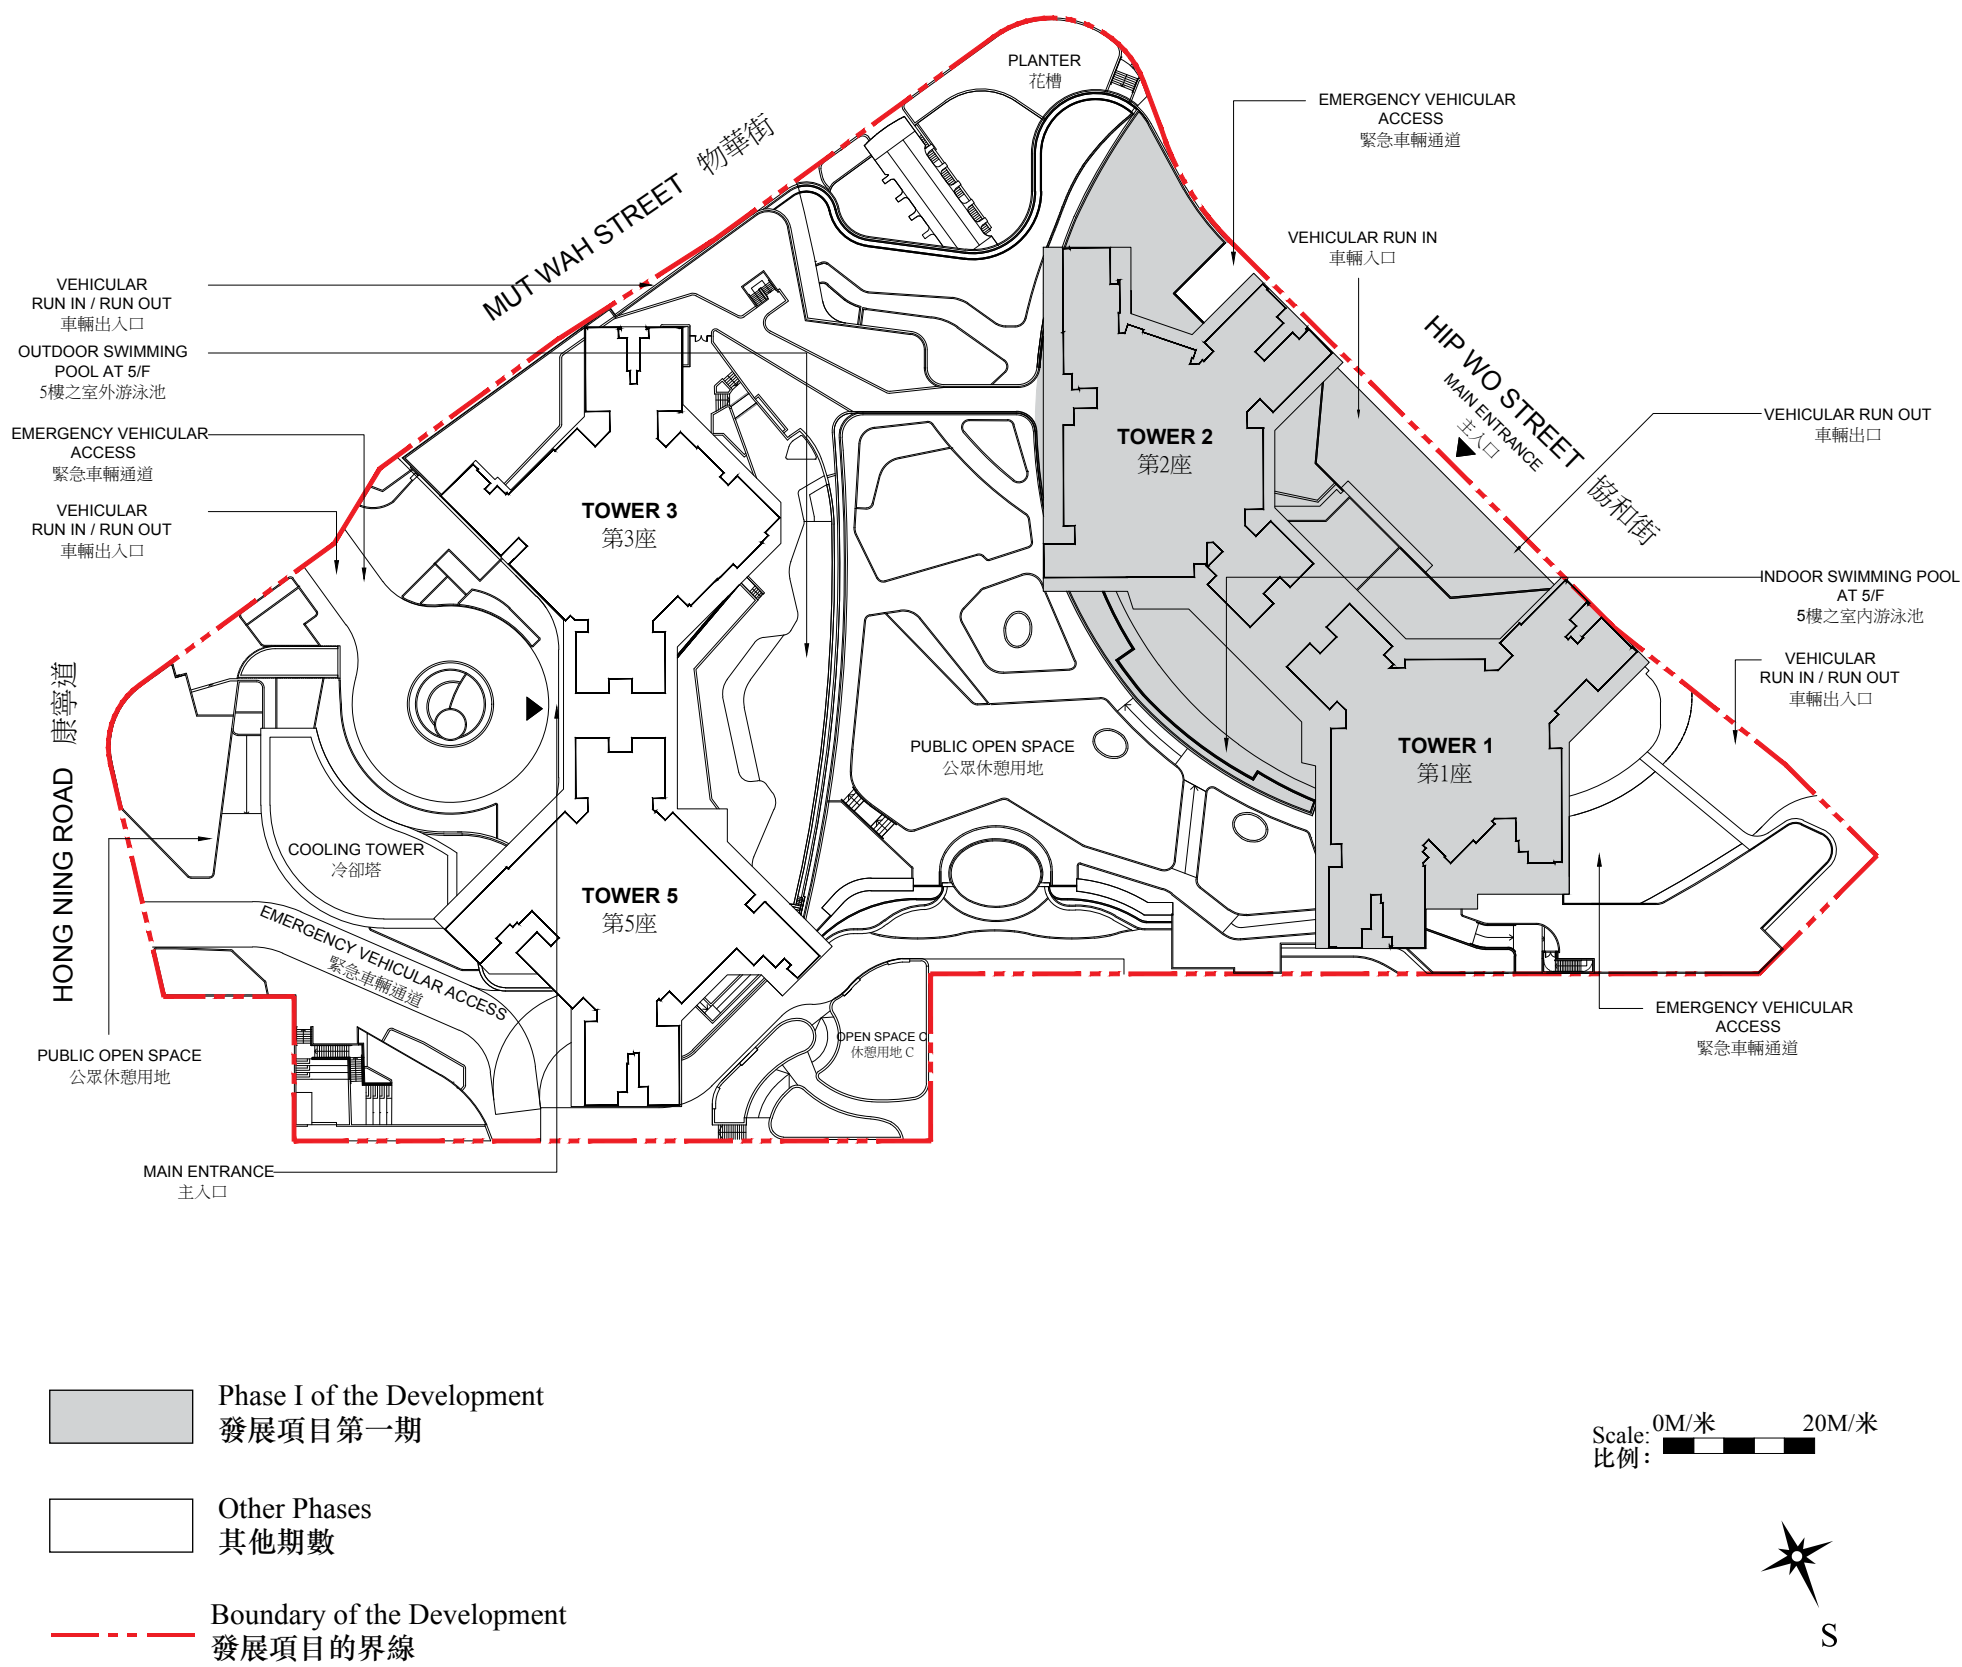 PLANTER
花槽
EMERGENCY VEHICULAR
ACCESS
緊急車輛通道
MUT WAH STREET 物華街
VEHICULAR RUN IN
車輛入口
VEHICULAR
RUN IN / RUN OUT
車輛出入口
OUTDOOR SWIMMING
POOL AT 5/F
5樓之室外游泳池
EMERGENCY VEHICULAR
ACCESS
緊急車輛通道
VEHICULAR
RUN IN / RUN OUT
車輛出入口
HIP WO STREET 協和街
MAIN ENTRANCE
主入口
VEHICULAR RUN OUT
車輛出口
TOWER 2
第2座
TOWER 3
第3座
INDOOR SWIMMING POOL
AT 5/F
5樓之室內游泳池
VEHICULAR
RUN IN / RUN OUT
車輛出入口
HONG NING ROAD 康寧道
PUBLIC OPEN SPACE
公眾休憩用地
TOWER 1
第1座
COOLING TOWER
冷卻塔
TOWER 5
第5座
EMERGENCY VEHICULAR ACCESS
緊急車輛通道
OPEN SPACE C
休憩用地 C
PUBLIC OPEN SPACE
公眾休憩用地
EMERGENCY VEHICULAR
ACCESS
緊急車輛通道
MAIN ENTRANCE
主入口
Phase I of the Development
發展項目第一期
Other Phases
其他期數
Boundary of the Development
發展項目的界線
Scale: 0M/米 20M/米
比例：
S